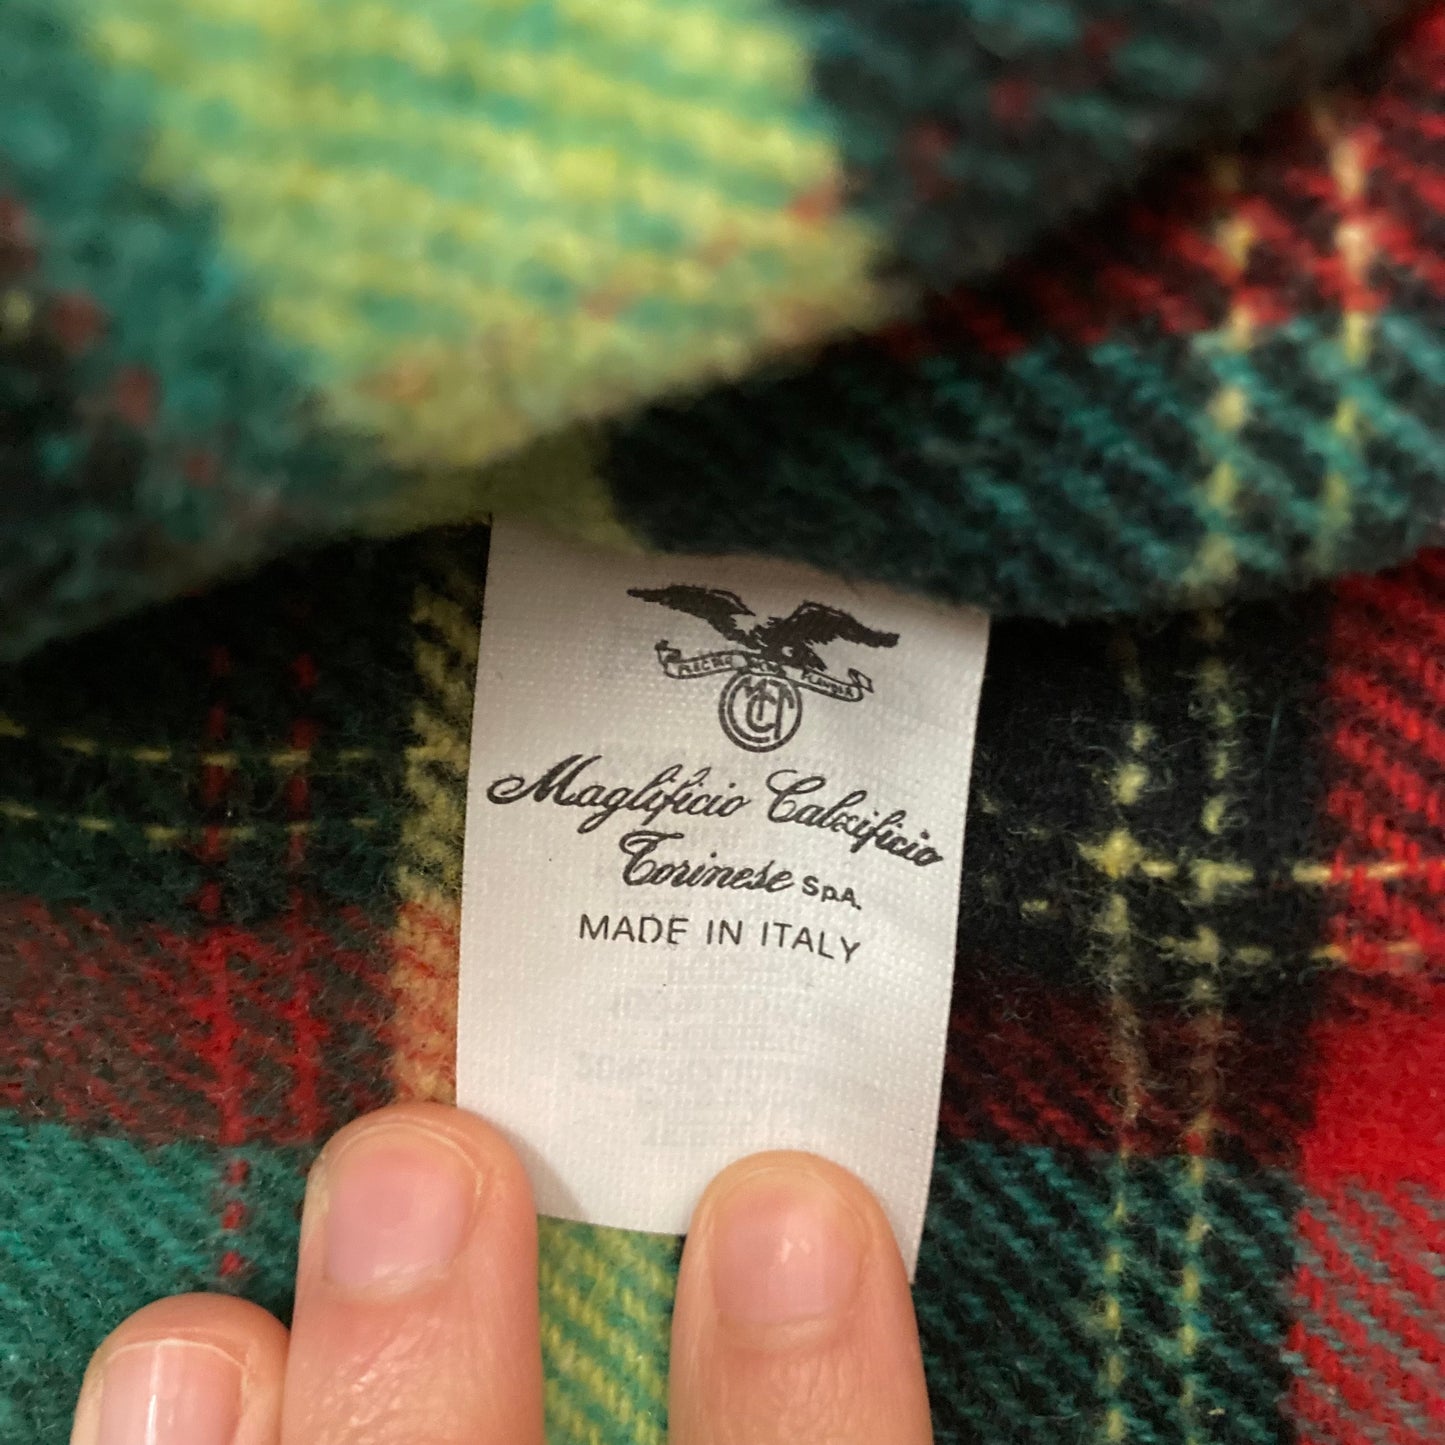 MCT
Maglificio Calzificio
Torinese SpA.
MADE IN ITALY